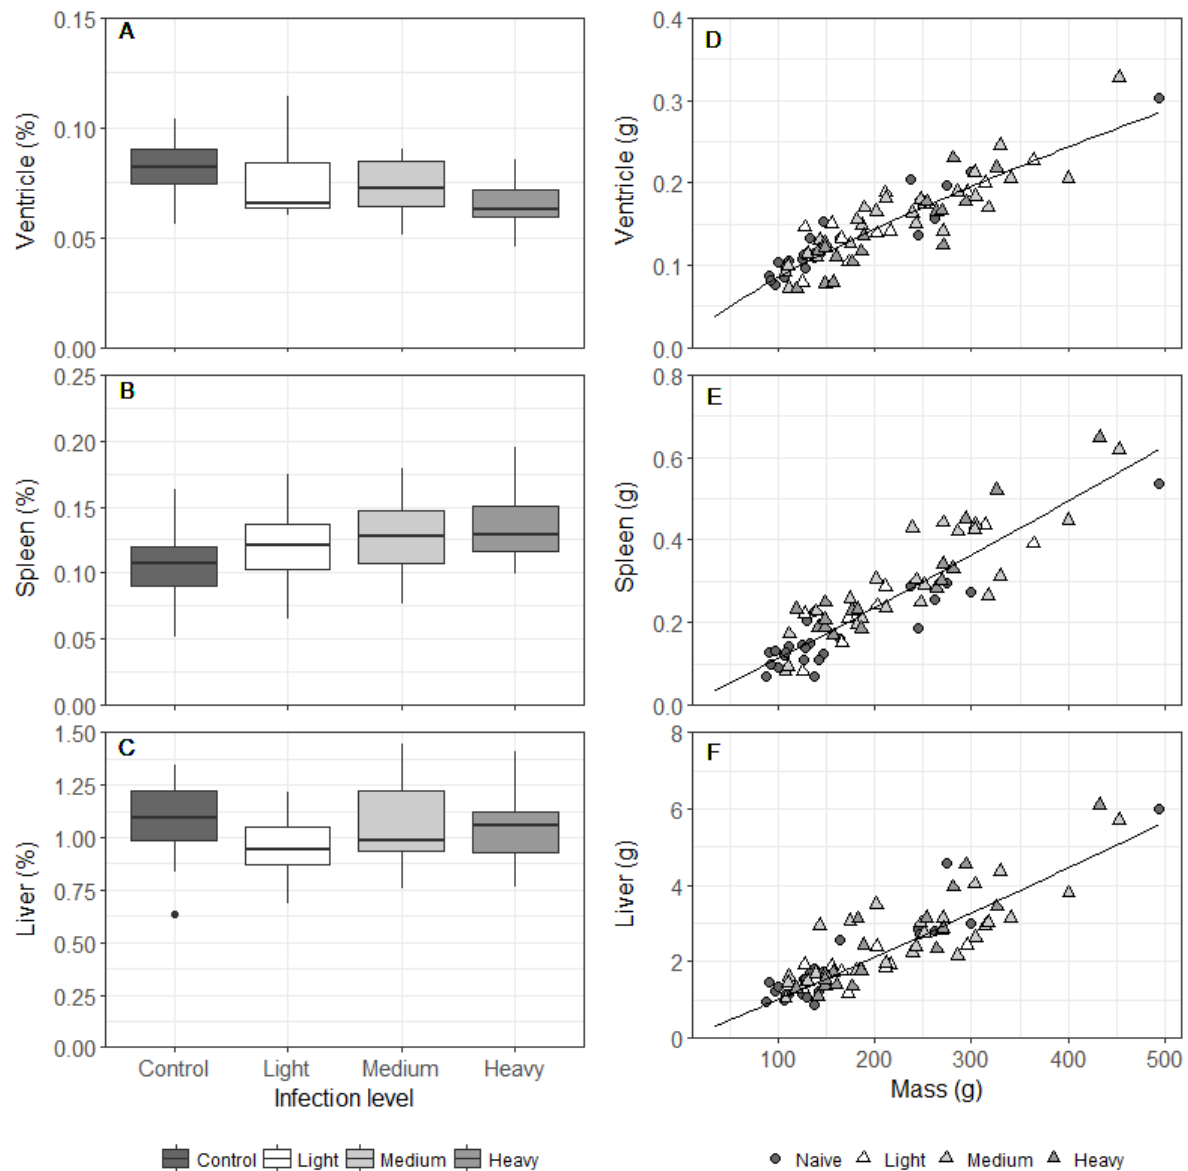 A
Ventricle (%)
0.15
0.10
0.05
0.00
B
Spleen (%)
0.25
0.20
0.15
0.10
0.05
0.00
C
Liver (%)
1.50
1.25
1.00
0.75
0.50
0.25
0.00
Control Light Medium Heavy
Infection level
Control Light Medium Heavy
D
Ventricle (g)
0.4
0.3
0.2
0.1
0.0
E
Spleen (g)
0.8
0.6
0.4
0.2
0.0
F
Liver (g)
8
6
4
2
0
100 200 300 400 500
Mass (g)
Naive Light Medium Heavy